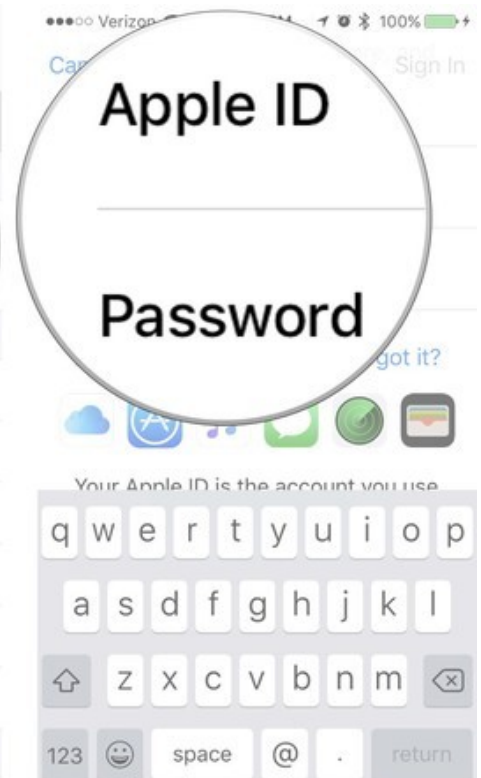 Verizon 100%
Sign In
Apple ID
Password
got it?
Your Apple ID is the account you use
q w e r t y u i o p
a s d f g h j k l
z x c v b n m
123 space @ . return